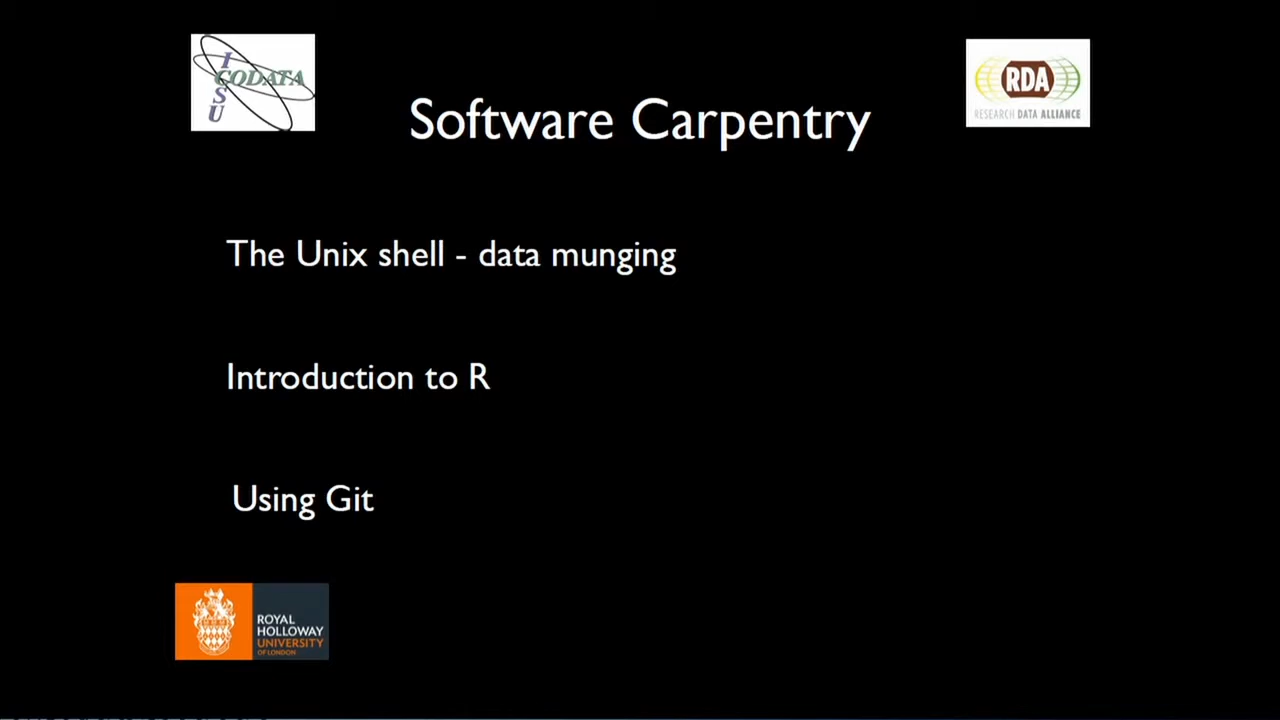 ICSU
CODATA
RDA
RESEARCH DATA ALLIANCE
Software Carpentry
The Unix shell - data munging
Introduction to R
Using Git
ROYAL
HOLLOWAY
UNIVERSITY
OF LONDON